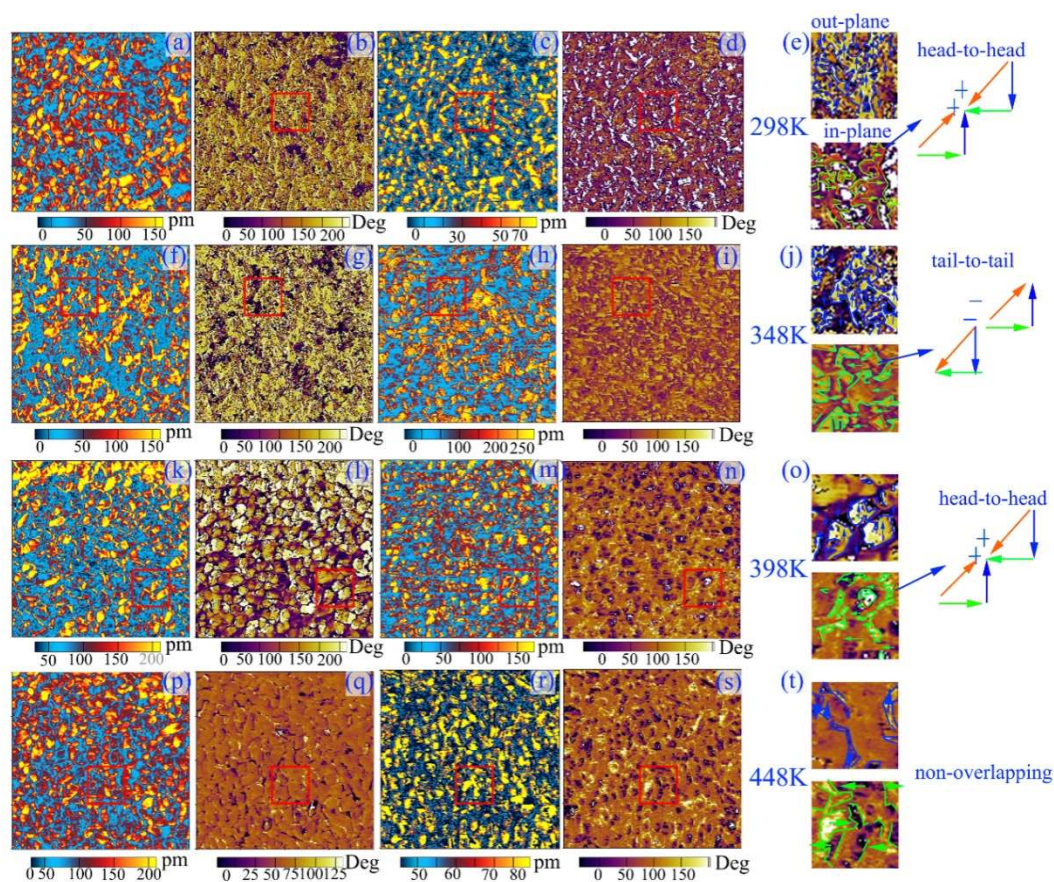 out-plane
(a) (b) (c) (d) (e) head-to-head
+
+
298K in-plane
0 50 100 150 pm
0 50 100 150 200 Deg
0 30 50 70 pm
0 50 100 150 Deg
(f) (g) (h) (i) (j) tail-to-tail
−
−
348K
0 50 100 150 pm
0 50 100 150 200 Deg
0 100 200 250 pm
0 50 100 150 Deg
(k) (l) (m) (n) (o) head-to-head
+
+
398K
50 100 150 200 pm
0 50 100 150 200 Deg
0 50 100 150 pm
0 50 100 150 Deg
(p) (q) (r) (s) (t)
448K non-overlapping
50 100 150 200 pm
0 25 50 75 100 125 Deg
50 60 70 80 pm
0 50 100 150 Deg